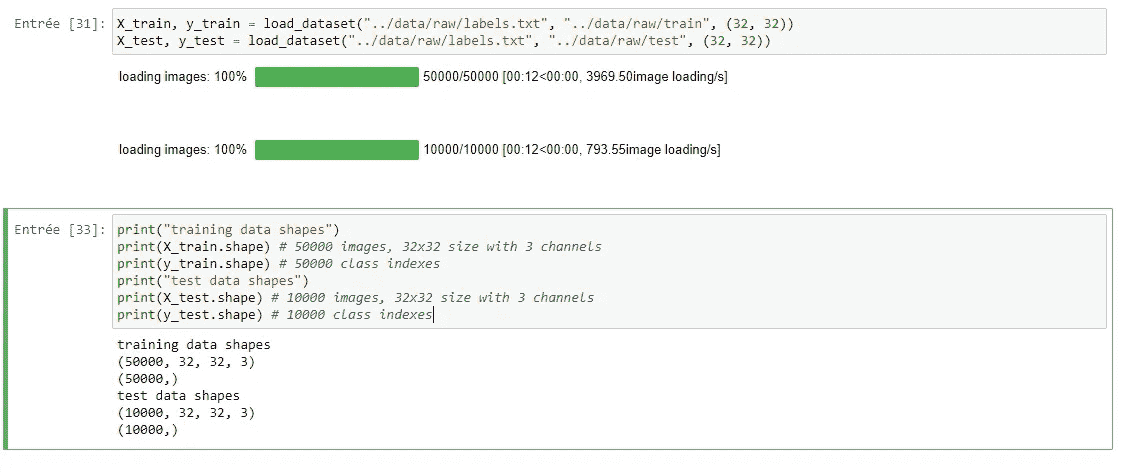 Entrée [31]: X_train, y_train = load_dataset("../data/raw/labels.txt", "../data/raw/train", (32, 32))
X_test, y_test = load_dataset("../data/raw/labels.txt", "../data/raw/test", (32, 32))
loading images: 100% 50000/50000 [00:12<00:00, 3969.50image loading/s]
loading images: 100% 10000/10000 [00:12<00:00, 793.55image loading/s]
Entrée [33]: print("training data shapes")
print(X_train.shape) # 50000 images, 32x32 size with 3 channels
print(y_train.shape) # 50000 class indexes
print("test data shapes")
print(X_test.shape) # 10000 images, 32x32 size with 3 channels
print(y_test.shape) # 10000 class indexes
training data shapes
(50000, 32, 32, 3)
(50000,)
test data shapes
(10000, 32, 32, 3)
(10000,)